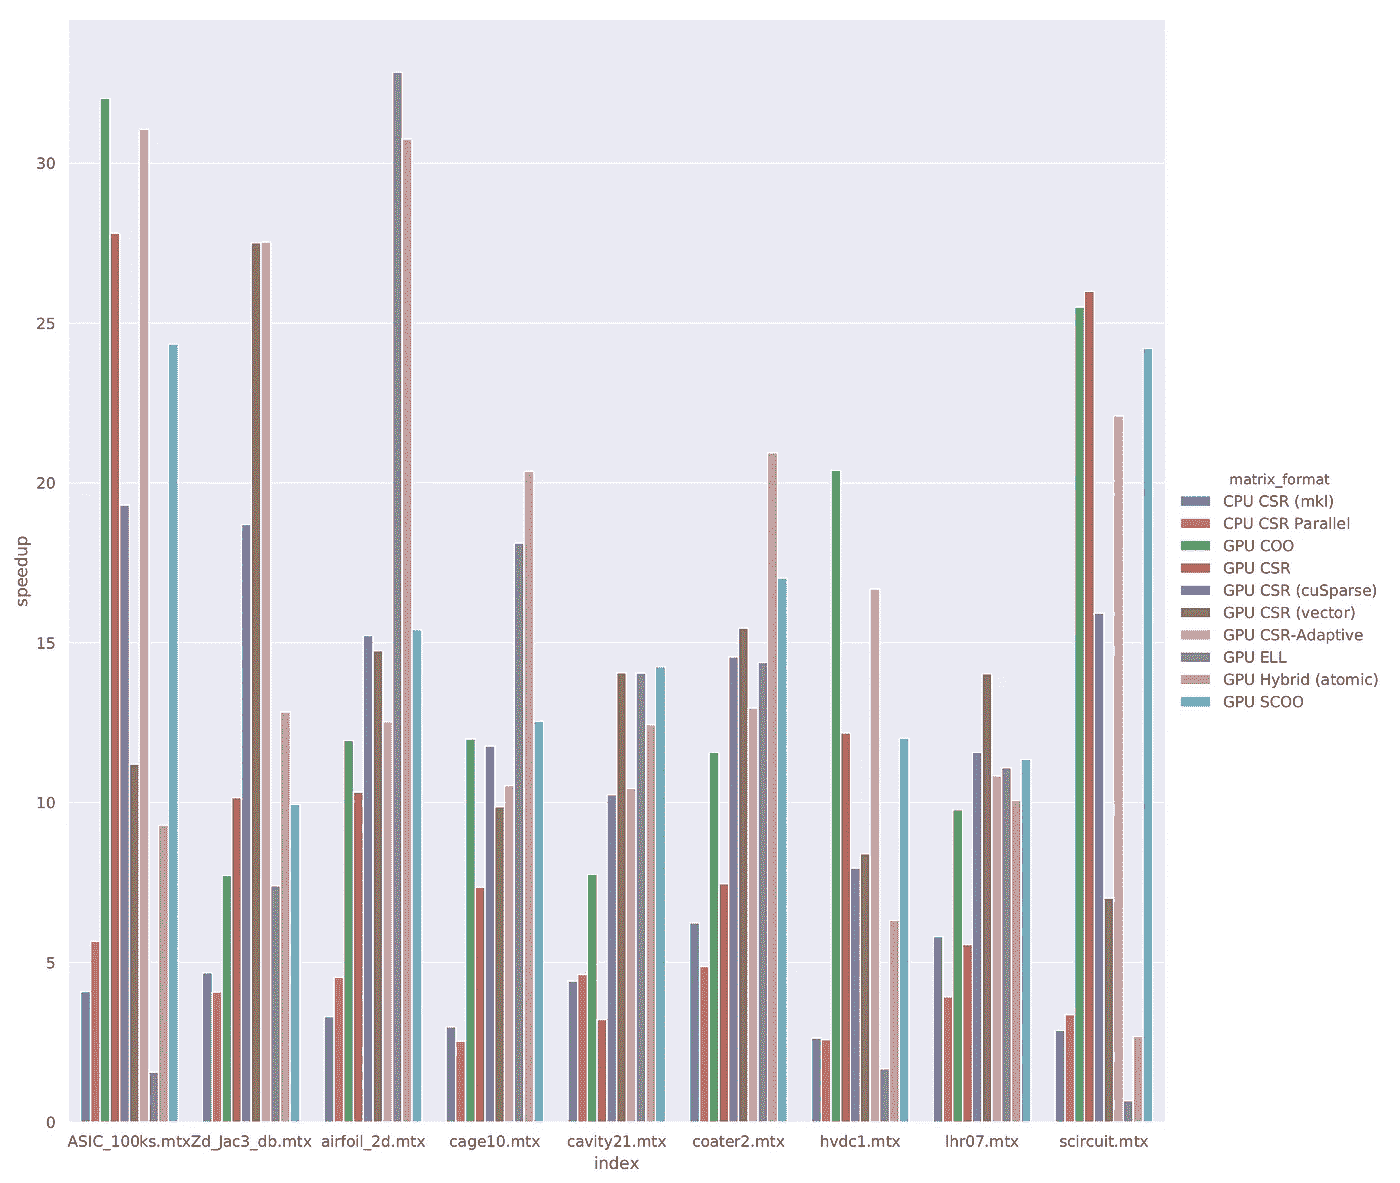 30
25
20
15
10
5
0
speedup
ASIC_100ks.mtxZd_Jac3_db.mtx airfoil_2d.mtx cage10.mtx cavity21.mtx coater2.mtx hvdc1.mtx lhr07.mtx scircuit.mtx
index
matrix_format
CPU CSR (mkl)
CPU CSR Parallel
GPU COO
GPU CSR
GPU CSR (cuSparse)
GPU CSR (vector)
GPU CSR-Adaptive
GPU ELL
GPU Hybrid (atomic)
GPU SCOO